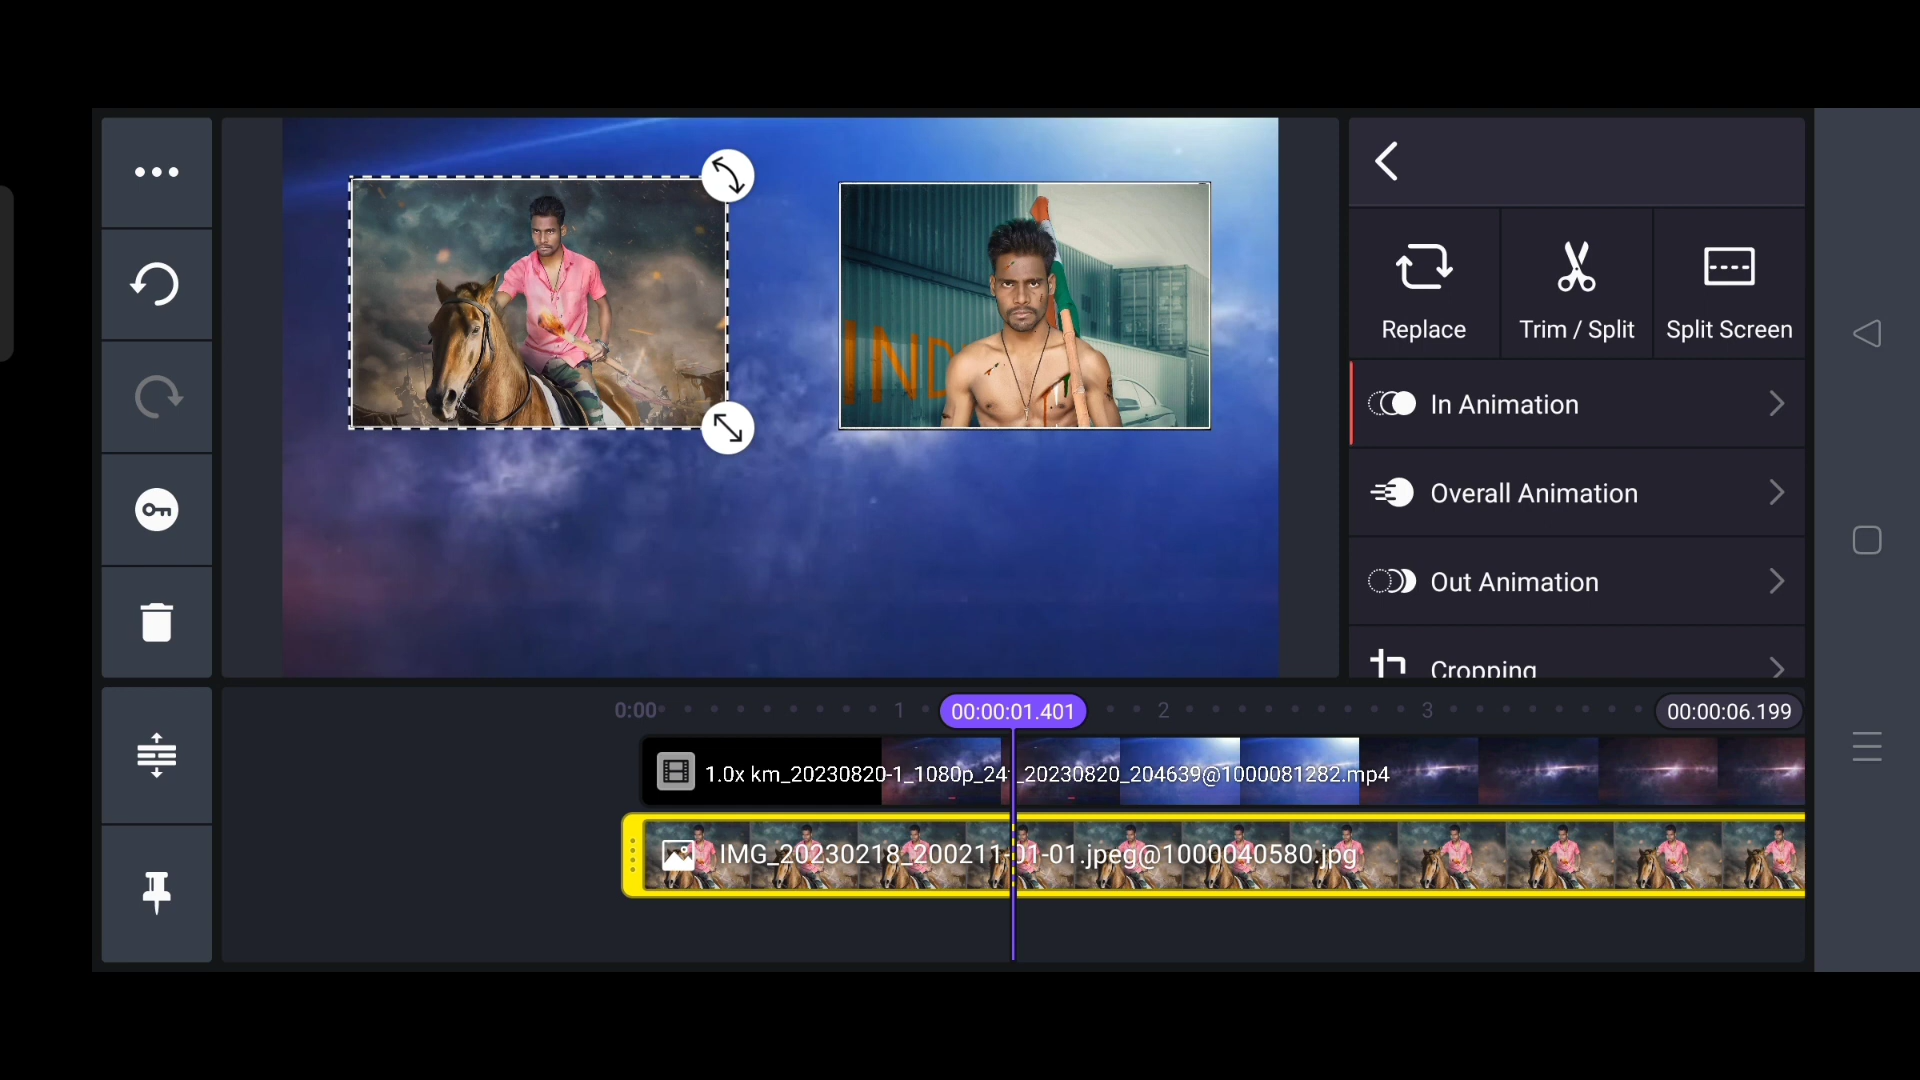 IND
Replace
Trim / Split
Split Screen
In Animation
Overall Animation
Out Animation
Cropping
0:00
1
00:00:01.401
2
3
00:00:06.199
1.0x km_20230820-1_1080p_24
_20230820_204639@1000081282.mp4
IMG_20230218_200211-01-01.jpeg@1000040580.jpg